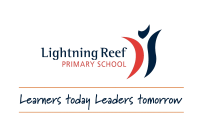 Lightning Reef
PRIMARY SCHOOL
Learners today Leaders tomorrow